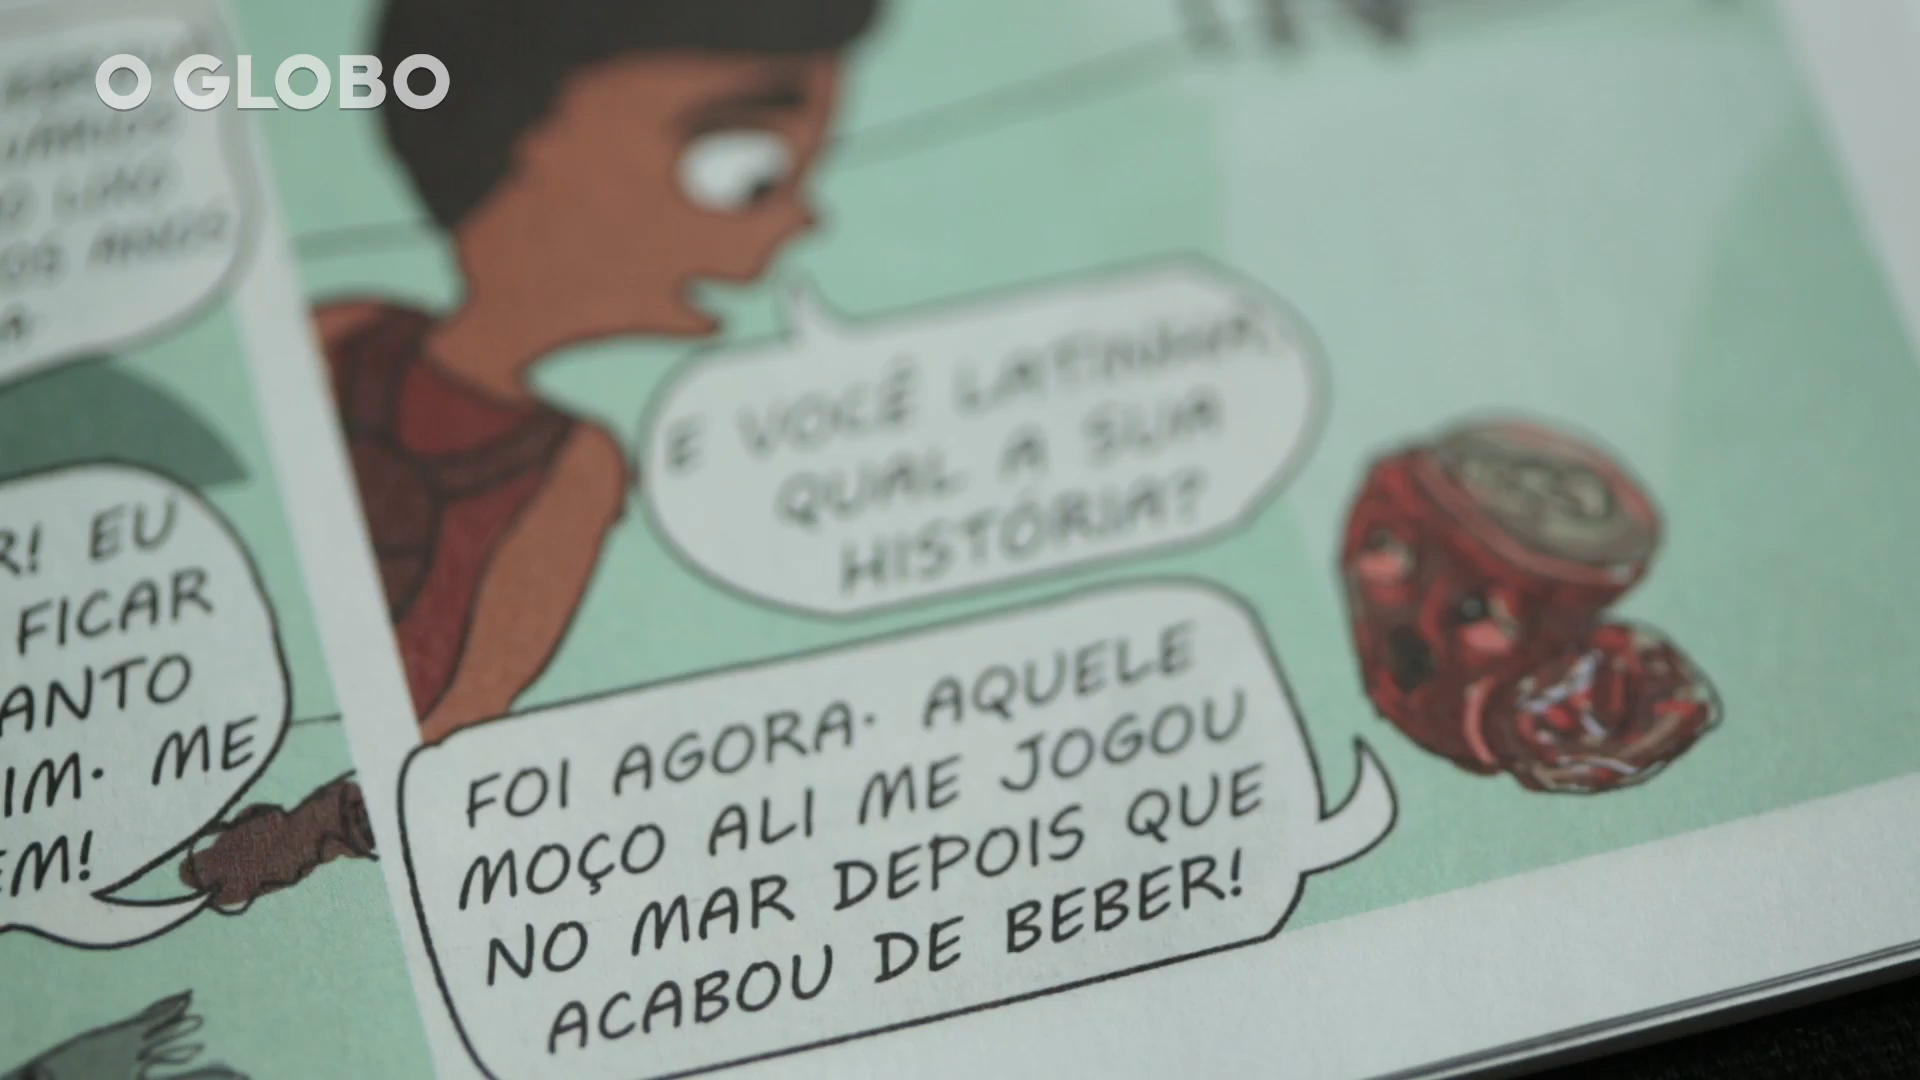 O GLOBO
E VOCÊ LATINHA,
QUAL A SUA
HISTÓRIA?
R! EU
FICAR
ANTO
IM. ME
EM!
FOI AGORA. AQUELE
MOÇO ALI ME JOGOU
NO MAR DEPOIS QUE
ACABOU DE BEBER!